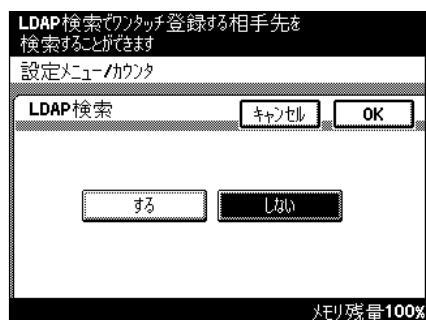 LDAP検索でワンタッチ登録する相手先を
検索することができます
設定メニュー/カウンタ
LDAP検索 キャンセル OK
する しない
メモリ残量100%